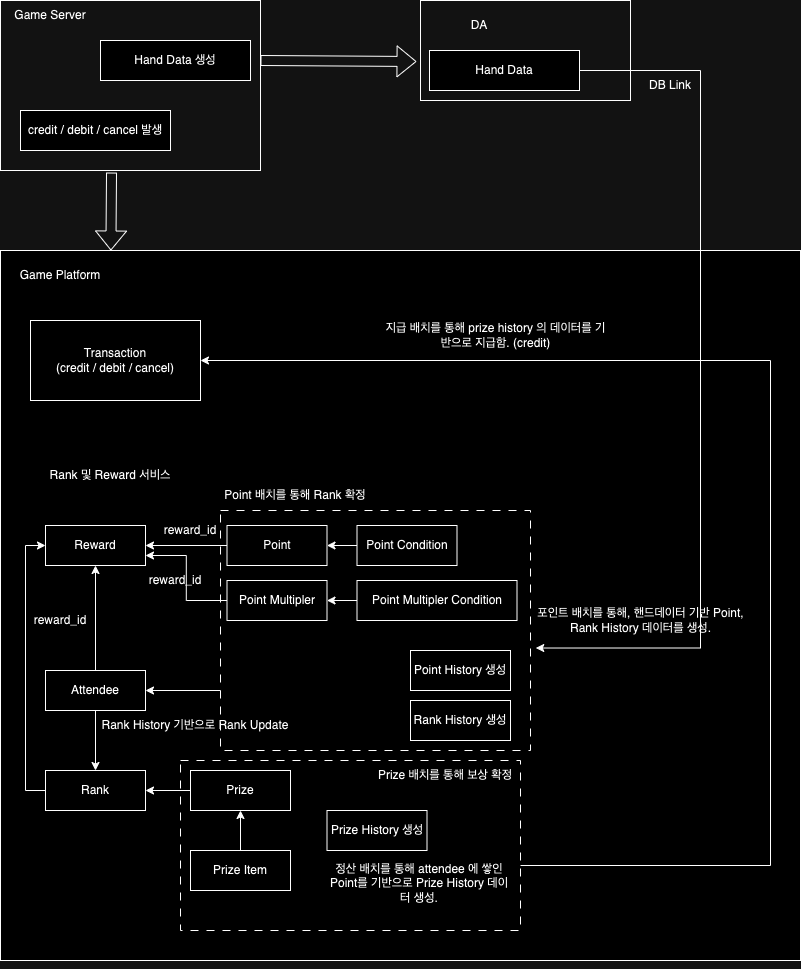 Game Server
Hand Data 생성
credit / debit / cancel 발생
DA
Hand Data
DB Link
Game Platform
Transaction
(credit / debit / cancel)
지급 배치를 통해 prize history 의 데이터를 기
반으로 지급함. (credit)
Rank 및 Reward 서비스
Point 배치를 통해 Rank 확정
Reward
reward_id
Point
Point Condition
reward_id
Point Multipler
Point Multipler Condition
포인트 배치를 통해, 핸드데이터 기반 Point,
Rank History 데이터를 생성.
reward_id
Point History 생성
Attendee
Rank History 생성
Rank History 기반으로 Rank Update
Prize 배치를 통해 보상 확정
Rank
Prize
Prize History 생성
Prize Item
정산 배치를 통해 attendee 에 쌓인
Point를 기반으로 Prize History 데이
터 생성.